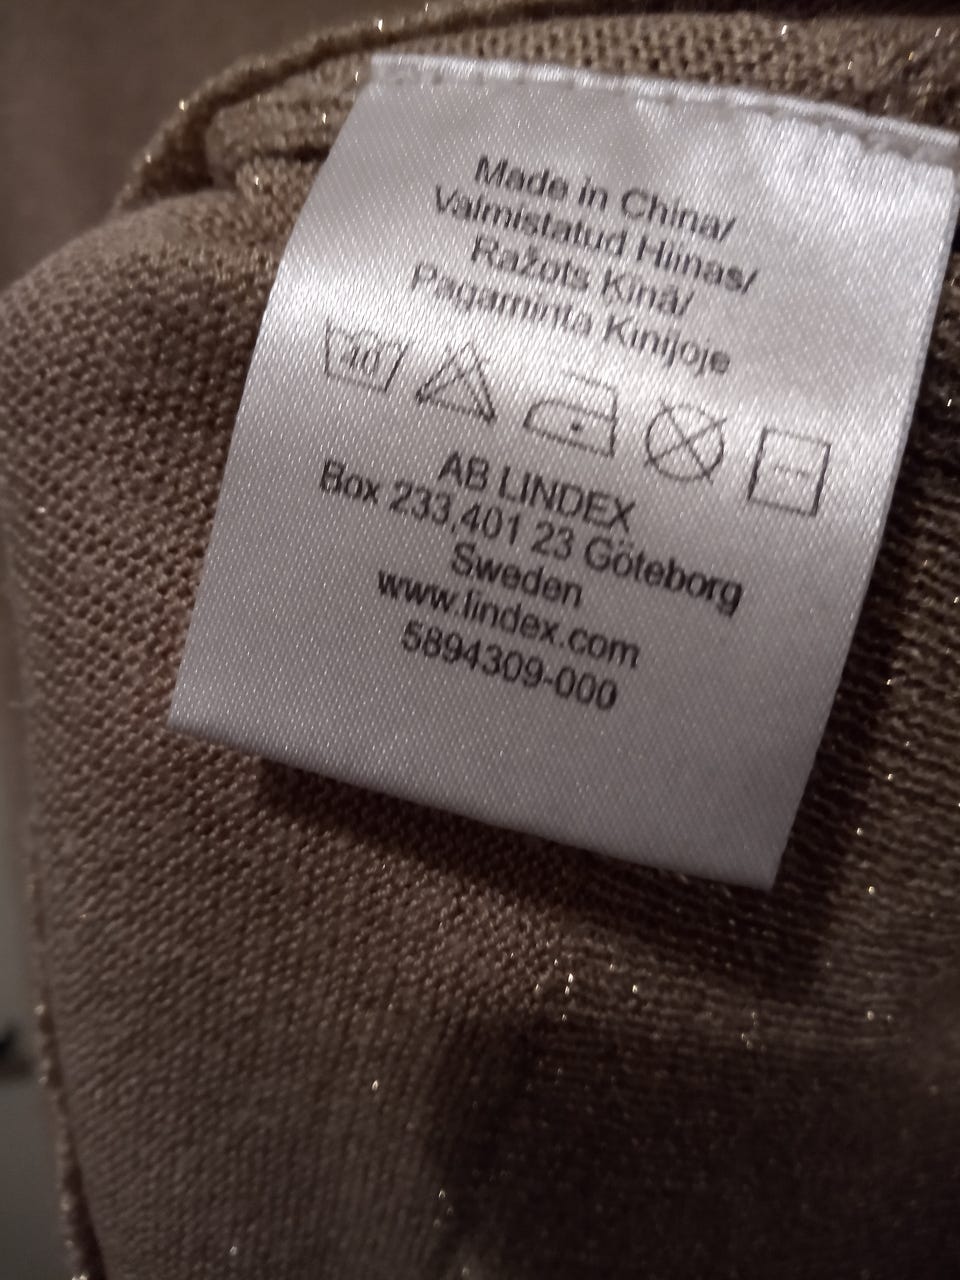 Made in China/
Valmistatud Hiinas/
Ražots Ķīnā/
Pagaminta Kinijoje
40
AB LINDEX
Box 233,401 23 Göteborg
Sweden
www.lindex.com
5894309-000